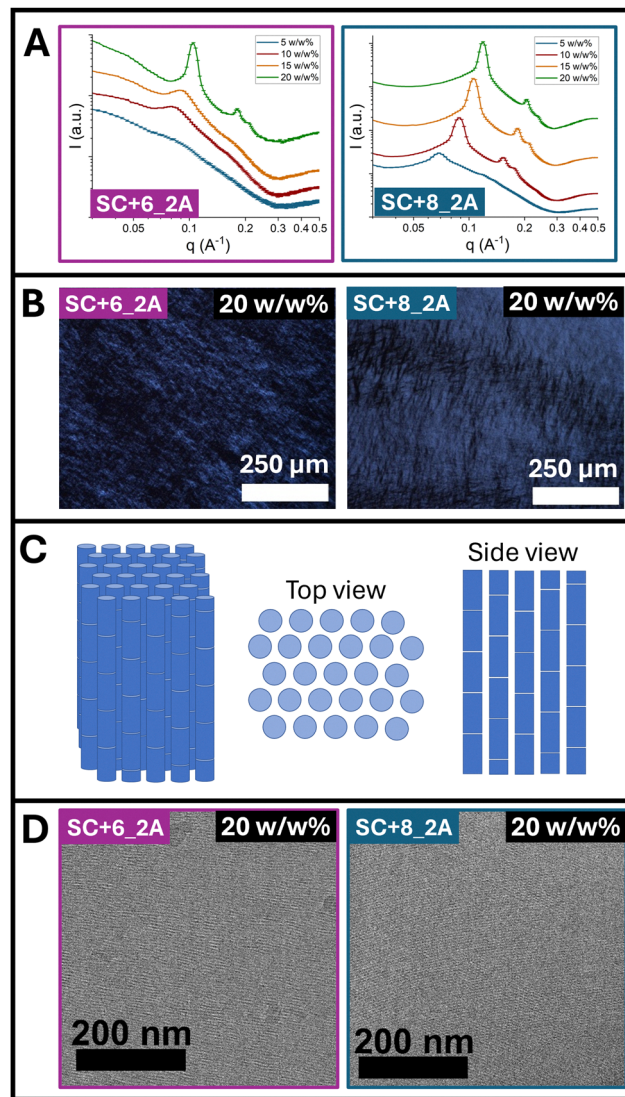 A
I (a.u.)
5 w/w%
10 w/w%
15 w/w%
20 w/w%
SC+6_2A
0.05 0.1 0.2 0.3 0.4 0.5
q (A⁻¹)
I (a.u.)
5 w/w%
10 w/w%
15 w/w%
20 w/w%
SC+8_2A
0.05 0.1 0.2 0.3 0.4 0.5
q (A⁻¹)
B
SC+6_2A 20 w/w%
250 µm
SC+8_2A 20 w/w%
250 µm
C
Top view
Side view
D
SC+6_2A 20 w/w%
200 nm
SC+8_2A 20 w/w%
200 nm